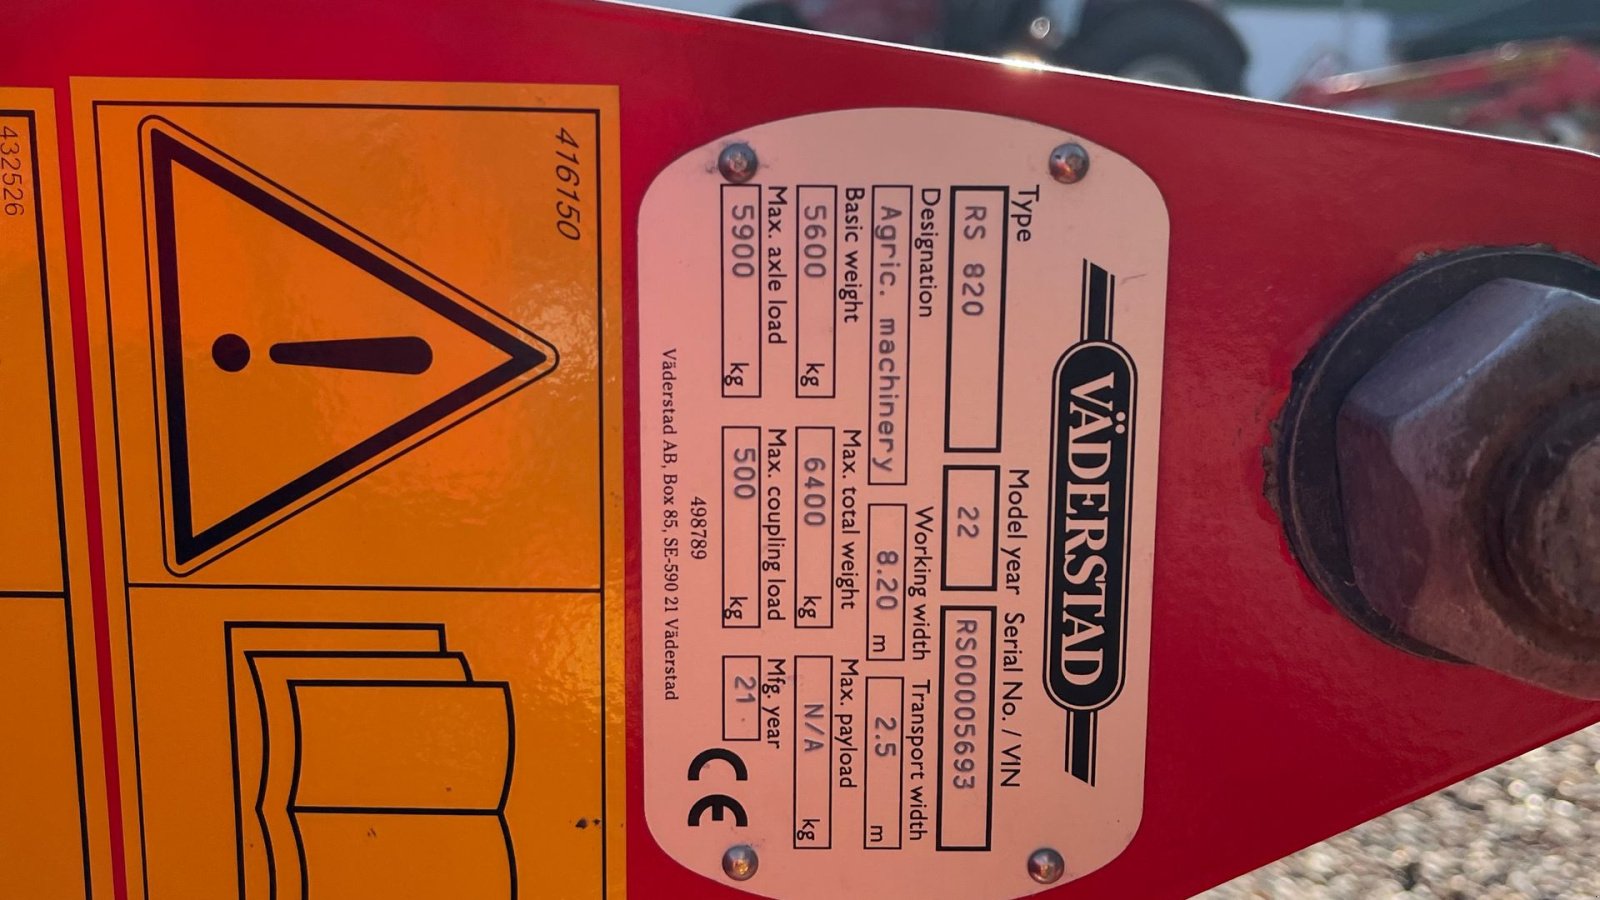 VÄDERSTAD
Type Model year Serial No. / VIN
RS 820 22 RS00005693
Designation Working width Transport width
Agric. machinery 8.20 m 2.5 m
Basic weight Max. total weight Max. payload
5600 kg 6400 kg N/A kg
Max. axle load Max. coupling load Mfg. year
5900 kg 500 kg 21 CE
498789
Väderstad AB, Box 85, SE-590 21 Väderstad
416150
432526